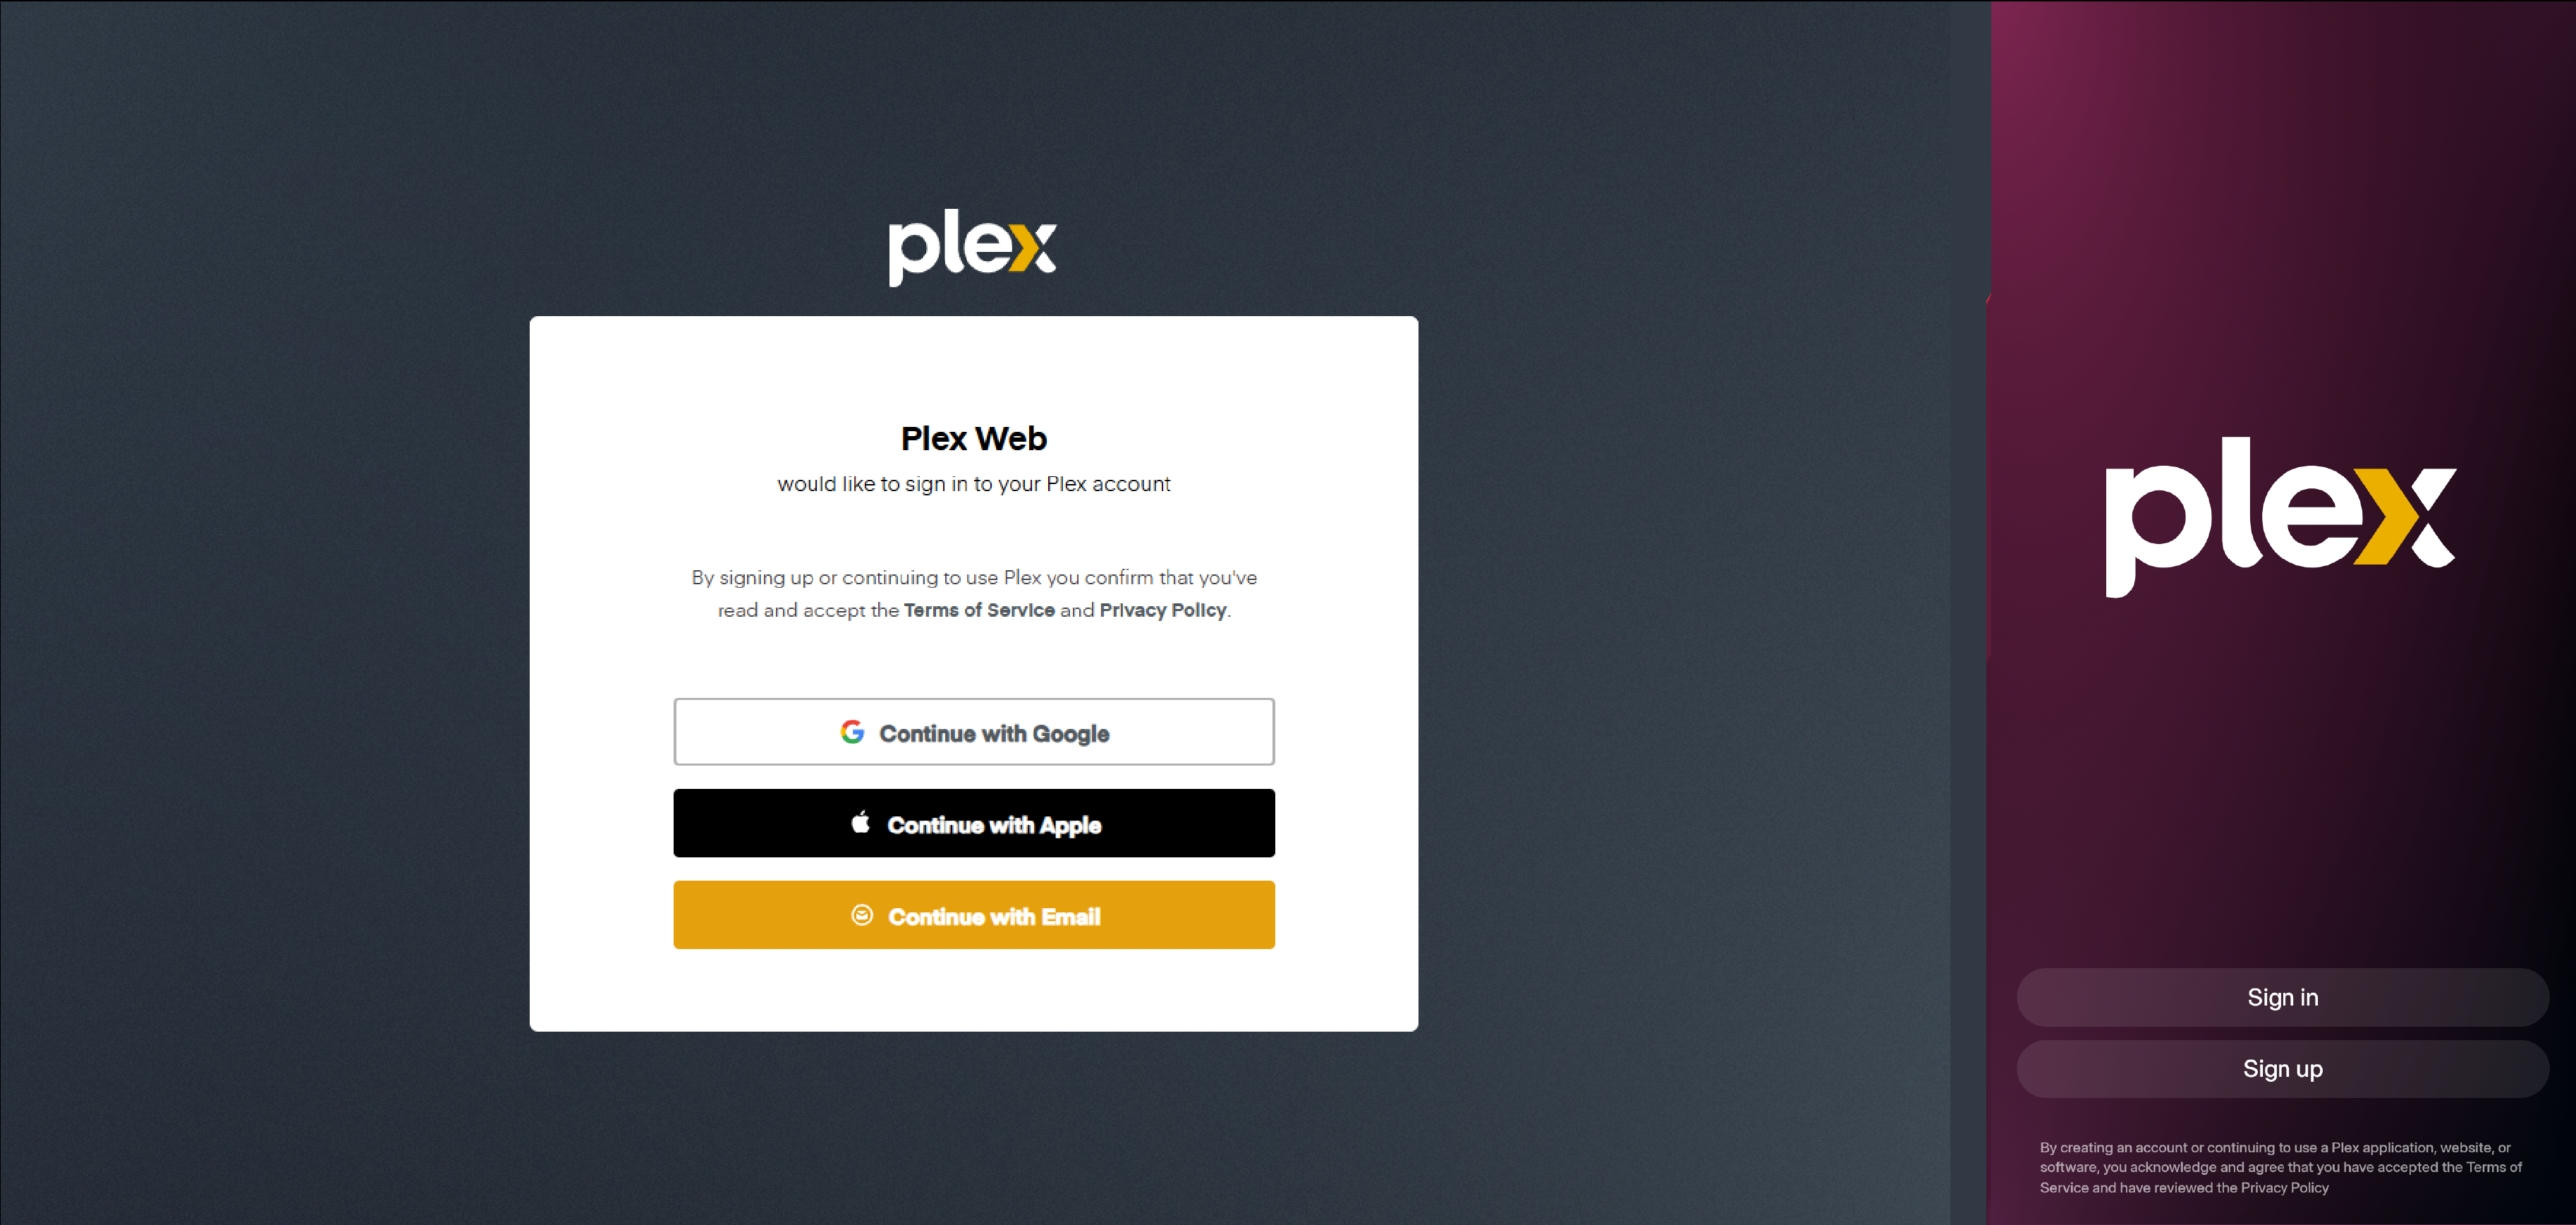 plex
Plex Web
would like to sign in to your Plex account
By signing up or continuing to use Plex you confirm that you've
read and accept the Terms of Service and Privacy Policy.
Continue with Google
Continue with Apple
Continue with Email
plex
Sign in
Sign up
By creating an account or continuing to use a Plex application, website, or
software, you acknowledge and agree that you have accepted the Terms of
Service and have reviewed the Privacy Policy